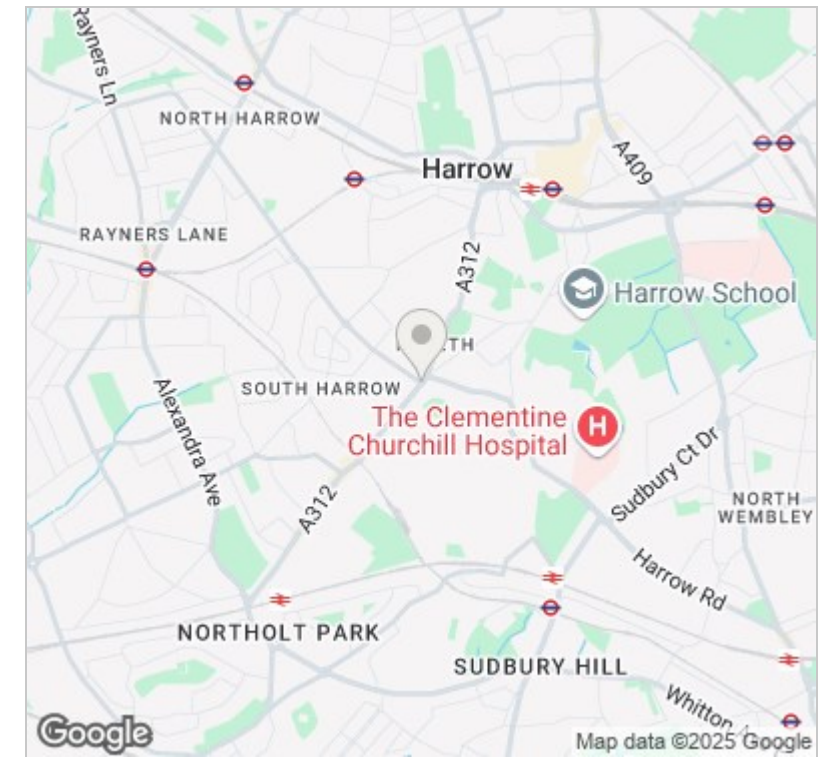 Rayners Ln
NORTH HARROW
Harrow
A409
RAYNERS LANE
A312
Harrow School
SOUTH HARROW
The Clementine
Churchill Hospital
H
Alexandra Ave
Sudbury Ct Dr
A312
NORTH
WEMBLEY
Harrow Rd
NORTHOLT PARK
SUDBURY HILL
Whitton
Google
Map data ©2025 Google